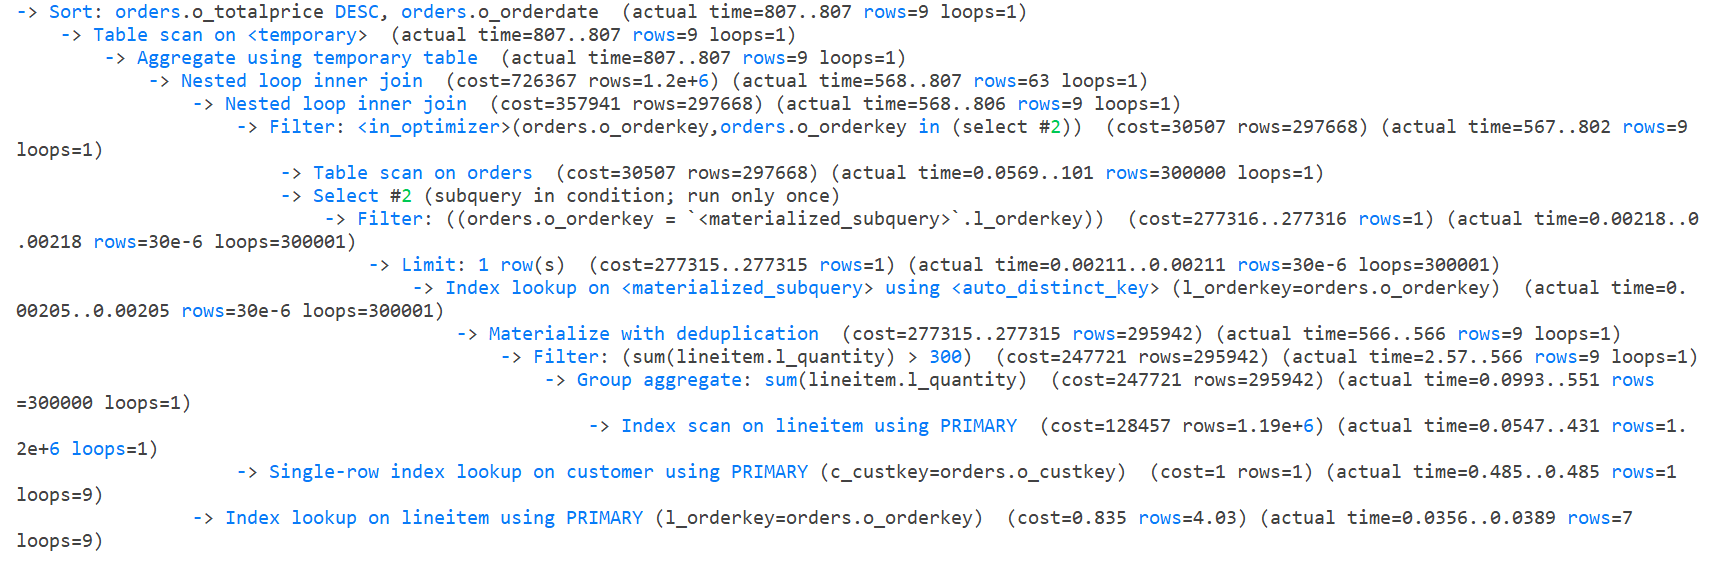 -> Sort: orders.o_totalprice DESC, orders.o_orderdate  (actual time=807..807 rows=9 loops=1)
-> Table scan on <temporary>  (actual time=807..807 rows=9 loops=1)
-> Aggregate using temporary table  (actual time=807..807 rows=9 loops=1)
-> Nested loop inner join  (cost=726367 rows=1.2e+6) (actual time=568..807 rows=63 loops=1)
-> Nested loop inner join  (cost=357941 rows=297668) (actual time=568..806 rows=9 loops=1)
-> Filter: <in_optimizer>(orders.o_orderkey,orders.o_orderkey in (select #2))  (cost=30507 rows=297668) (actual time=567..802 rows=9
loops=1)
-> Table scan on orders  (cost=30507 rows=297668) (actual time=0.0569..101 rows=300000 loops=1)
-> Select #2 (subquery in condition; run only once)
-> Filter: ((orders.o_orderkey = `<materialized_subquery>`.l_orderkey))  (cost=277316..277316 rows=1) (actual time=0.00218..0
.00218 rows=30e-6 loops=300001)
-> Limit: 1 row(s)  (cost=277315..277315 rows=1) (actual time=0.00211..0.00211 rows=30e-6 loops=300001)
-> Index lookup on <materialized_subquery> using <auto_distinct_key> (l_orderkey=orders.o_orderkey)  (actual time=0.
00205..0.00205 rows=30e-6 loops=300001)
-> Materialize with deduplication  (cost=277315..277315 rows=295942) (actual time=566..566 rows=9 loops=1)
-> Filter: (sum(lineitem.l_quantity) > 300)  (cost=247721 rows=295942) (actual time=2.57..566 rows=9 loops=1)
-> Group aggregate: sum(lineitem.l_quantity)  (cost=247721 rows=295942) (actual time=0.0993..551 rows
=300000 loops=1)
-> Index scan on lineitem using PRIMARY  (cost=128457 rows=1.19e+6) (actual time=0.0547..431 rows=1.
2e+6 loops=1)
-> Single-row index lookup on customer using PRIMARY (c_custkey=orders.o_custkey)  (cost=1 rows=1) (actual time=0.485..0.485 rows=1
loops=9)
-> Index lookup on lineitem using PRIMARY (l_orderkey=orders.o_orderkey)  (cost=0.835 rows=4.03) (actual time=0.0356..0.0389 rows=7
loops=9)